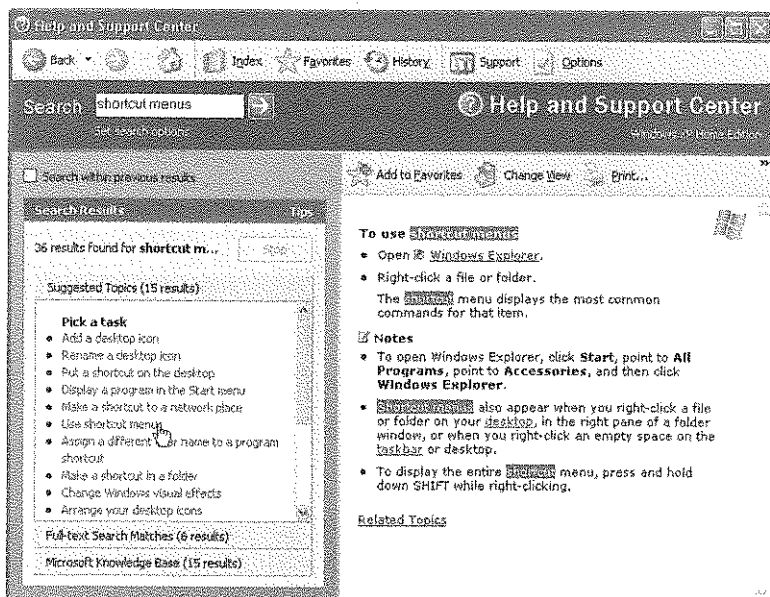 Help and Support Center
Back
Index Favorites History Support Options
Search shortcut menus
Set search options
Help and Support Center
Windows XP Home Edition
Search within previous results
Add to Favorites Change View Print...
Search Results Tips
36 results found for shortcut m... Stop
Suggested Topics (15 results)
Pick a task
Add a desktop icon
Rename a desktop icon
Put a shortcut on the desktop
Display a program in the Start menu
Make a shortcut to a network place
Use shortcut menus
Assign a different name to a program
shortcut
Make a shortcut in a folder
Change Windows visual effects
Arrange your desktop icons
Full-text Search Matches (6 results)
Microsoft Knowledge Base (15 results)
To use shortcut menus
Open Windows Explorer.
Right-click a file or folder.
The shortcut menu displays the most common
commands for that item.
Notes
To open Windows Explorer, click Start, point to All
Programs, point to Accessories, and then click
Windows Explorer.
Shortcut menus also appear when you right-click a file
or folder on your desktop, in the right pane of a folder
window, or when you right-click an empty space on the
taskbar or desktop.
To display the entire shortcut menu, press and hold
down SHIFT while right-clicking.
Related Topics